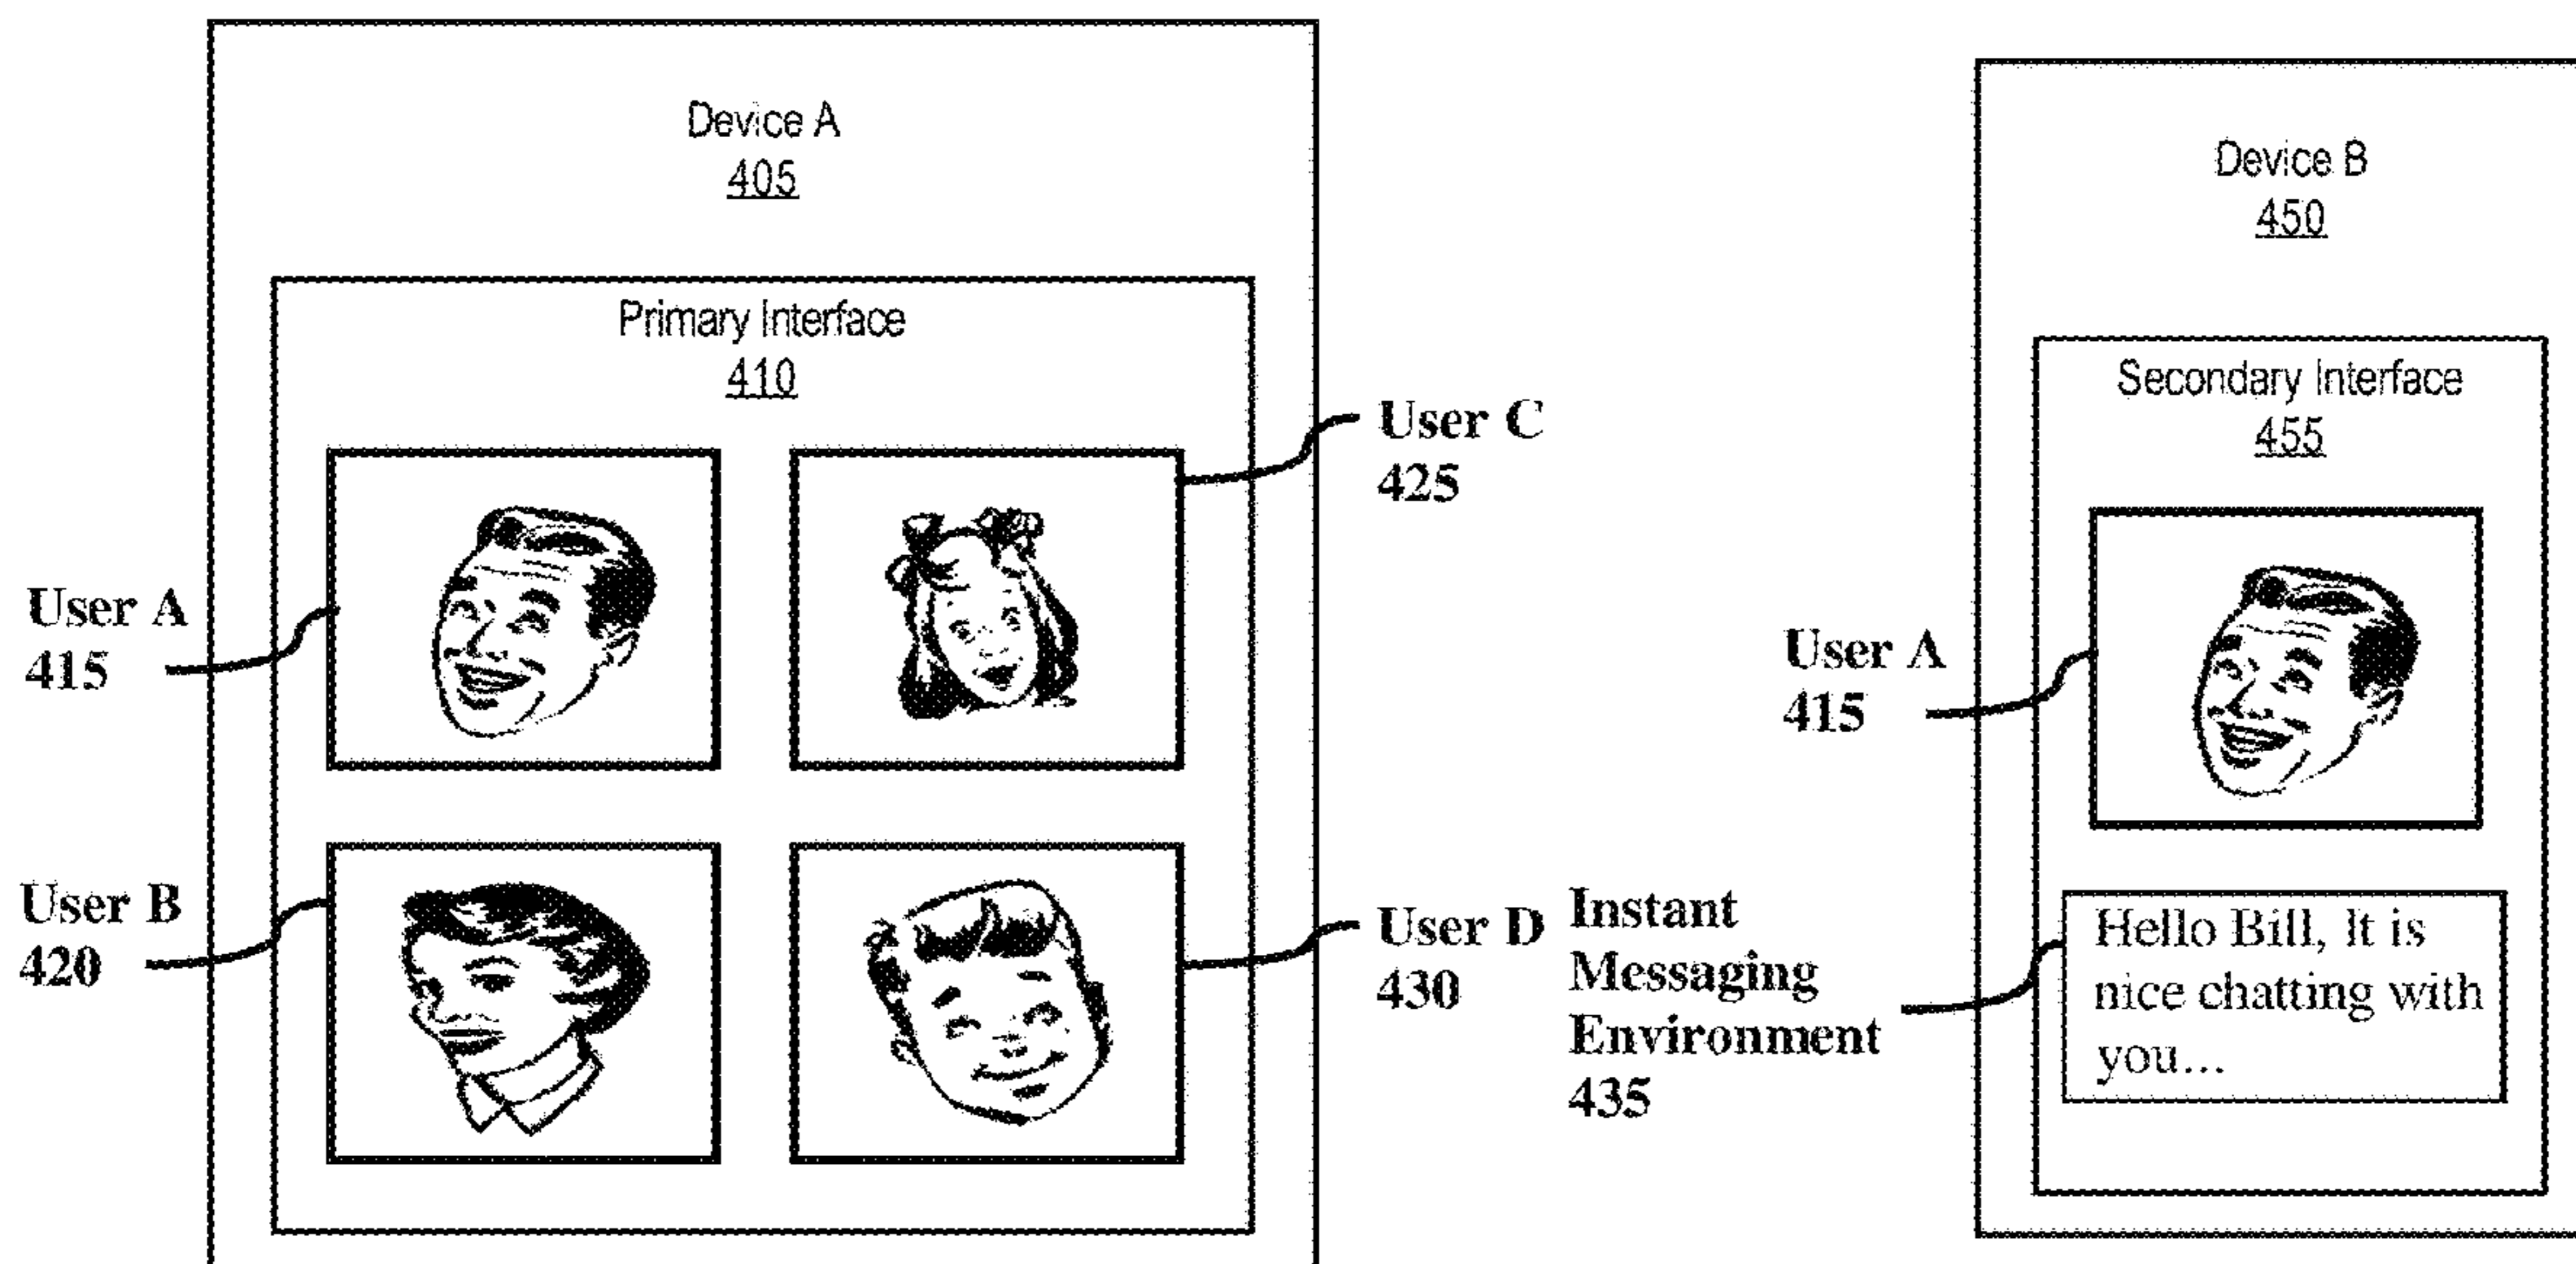 Device A
405
Primary Interface
410
User A
415
User C
425
User B
420
User D
430
Device B
450
Secondary Interface
455
User A
415
Instant
Messaging
Environment
435
Hello Bill, It is
nice chatting with
you...